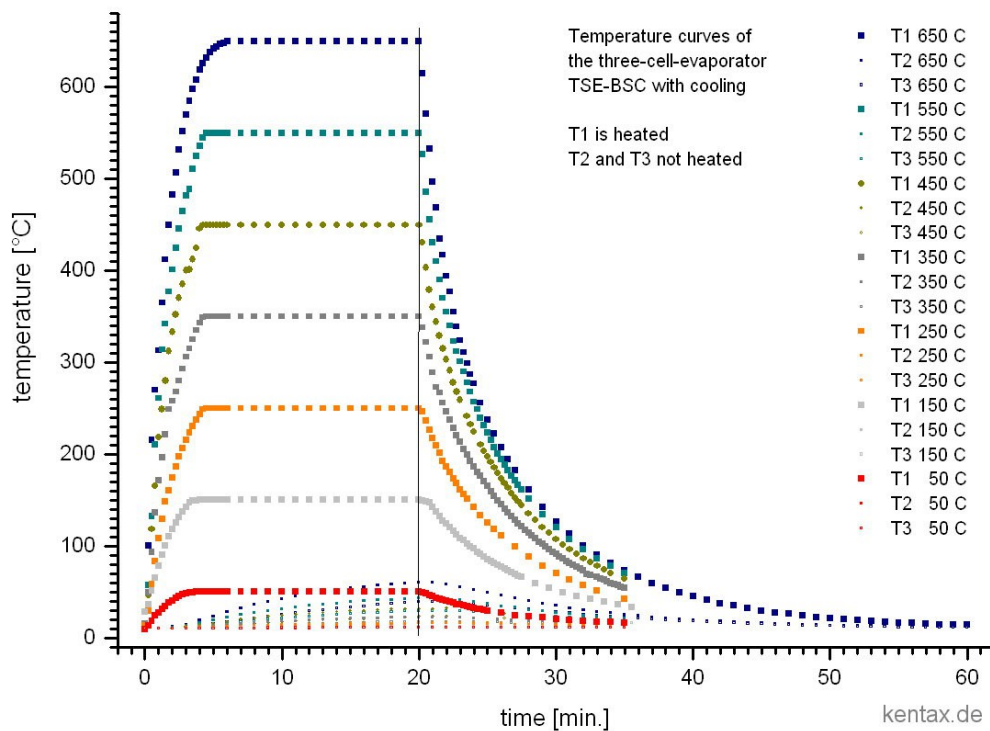 Temperature curves of
the three-cell-evaporator
TSE-BSC with cooling
T1 is heated
T2 and T3 not heated
T1 650 C
T2 650 C
T3 650 C
T1 550 C
T2 550 C
T3 550 C
T1 450 C
T2 450 C
T3 450 C
T1 350 C
T2 350 C
T3 350 C
T1 250 C
T2 250 C
T3 250 C
T1 150 C
T2 150 C
T3 150 C
T1 50 C
T2 50 C
T3 50 C
temperature [°C]
600
500
400
300
200
100
0
0 10 20 30 40 50 60
time [min.]
kentax.de